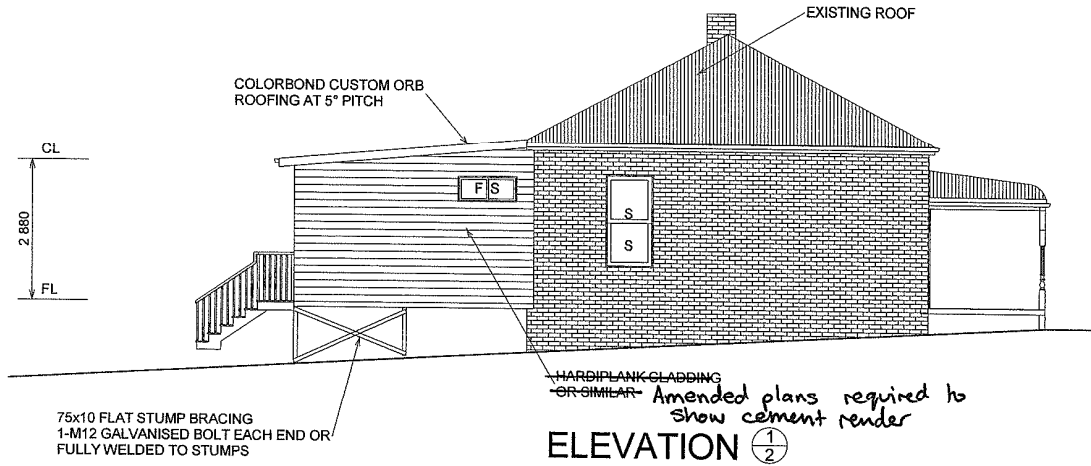 EXISTING ROOF
COLORBOND CUSTOM ORB
ROOFING AT 5° PITCH
CL
2 880
FL
F S
S
S
HARDIPLANK CLADDING
OR SIMILAR
Amended plans required to
show cement render
75x10 FLAT STUMP BRACING
1-M12 GALVANISED BOLT EACH END OR
FULLY WELDED TO STUMPS
ELEVATION 1
2